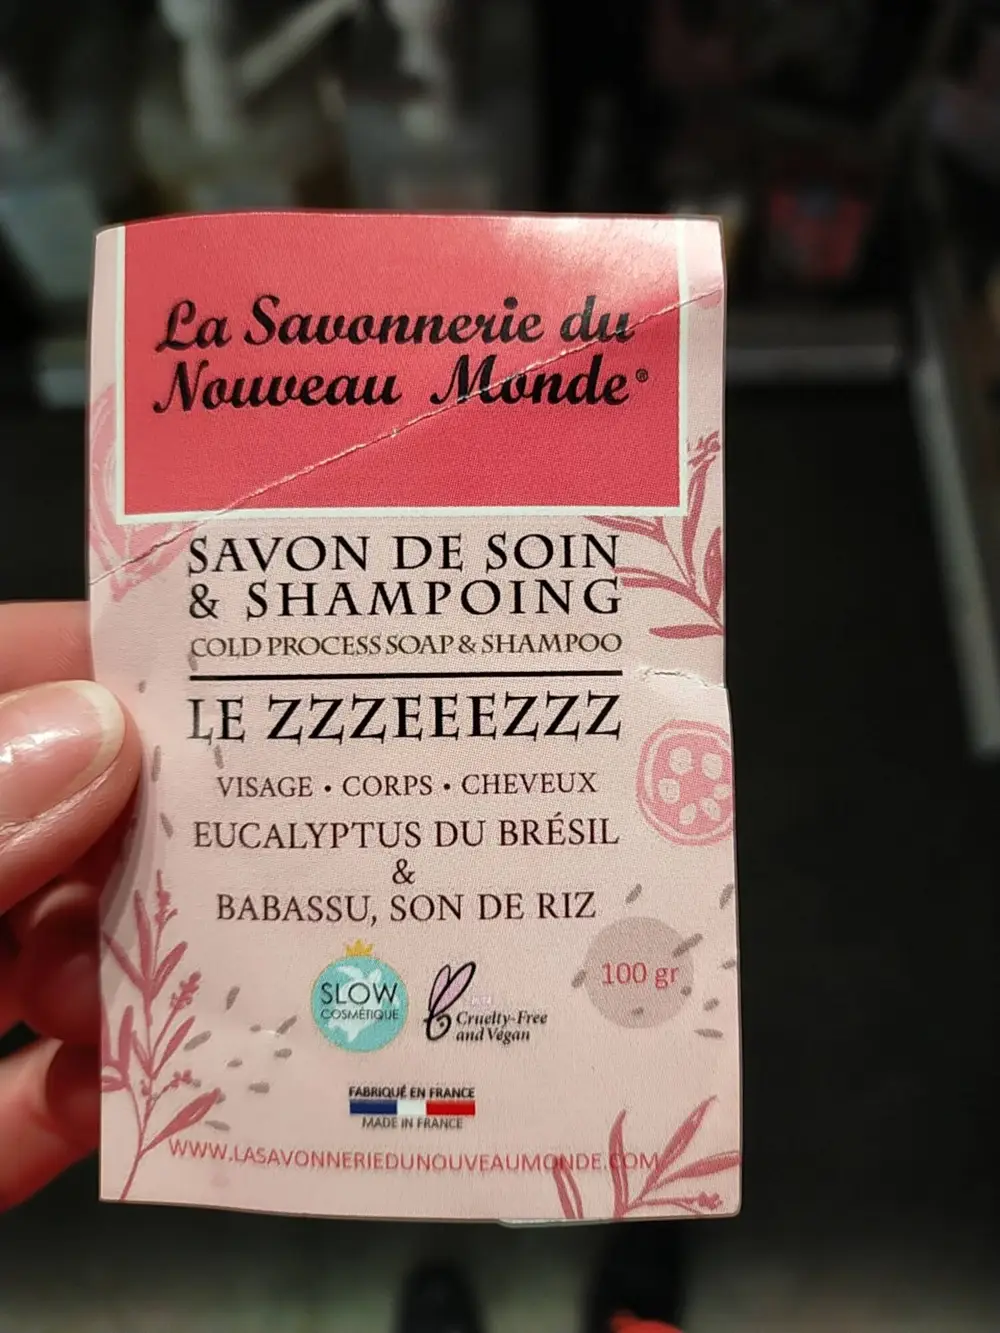 La Savonnerie du
Nouveau Monde®
SAVON DE SOIN
& SHAMPOING
COLD PROCESS SOAP & SHAMPOO
LE ZZZEEEZZZ
VISAGE • CORPS • CHEVEUX
EUCALYPTUS DU BRÉSIL
&
BABASSU, SON DE RIZ
100 gr
SLOW
COSMÉTIQUE
Cruelty-Free
and Vegan
FABRIQUÉ EN FRANCE
MADE IN FRANCE
WWW.LASAVONNERIEDUNOUVEAUMONDE.COM